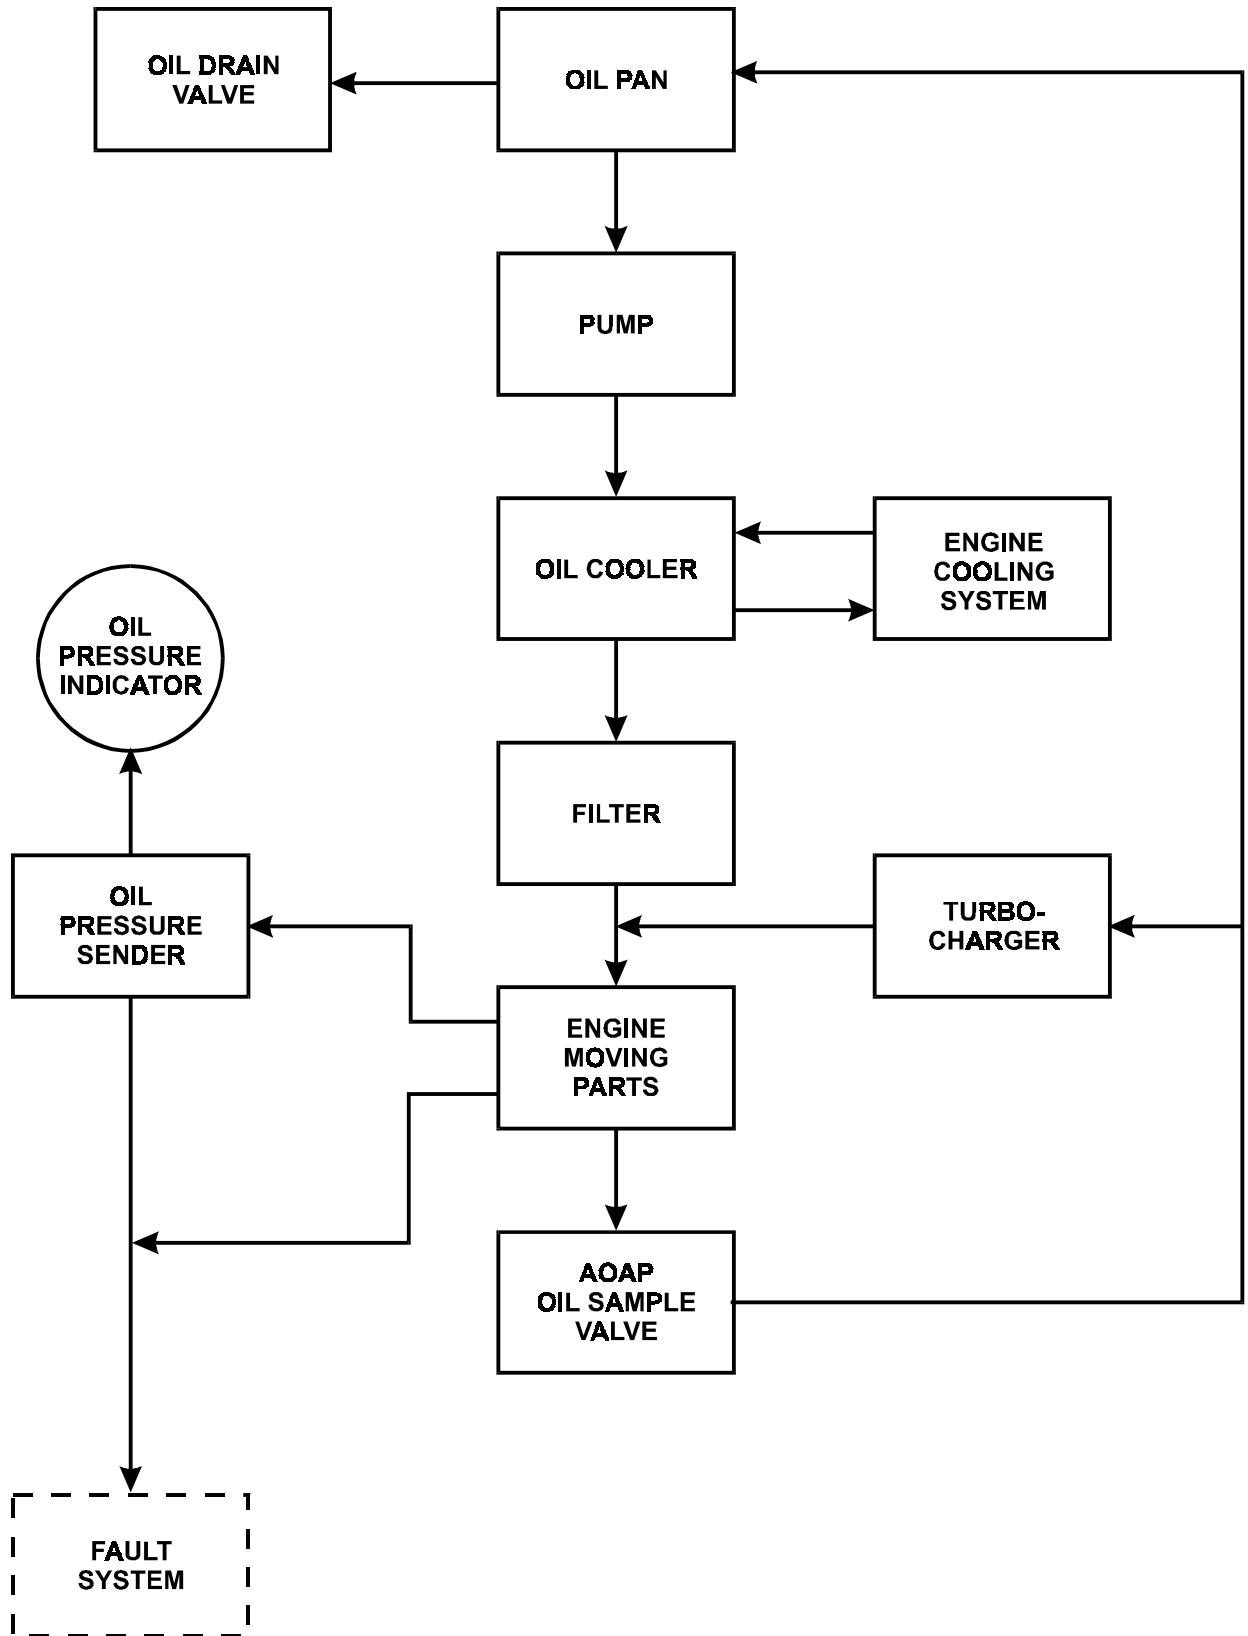 OIL DRAIN
VALVE
OIL PAN
PUMP
OIL COOLER
ENGINE
COOLING
SYSTEM
OIL
PRESSURE
INDICATOR
FILTER
OIL
PRESSURE
SENDER
TURBO-
CHARGER
ENGINE
MOVING
PARTS
AOAP
OIL SAMPLE
VALVE
FAULT
SYSTEM